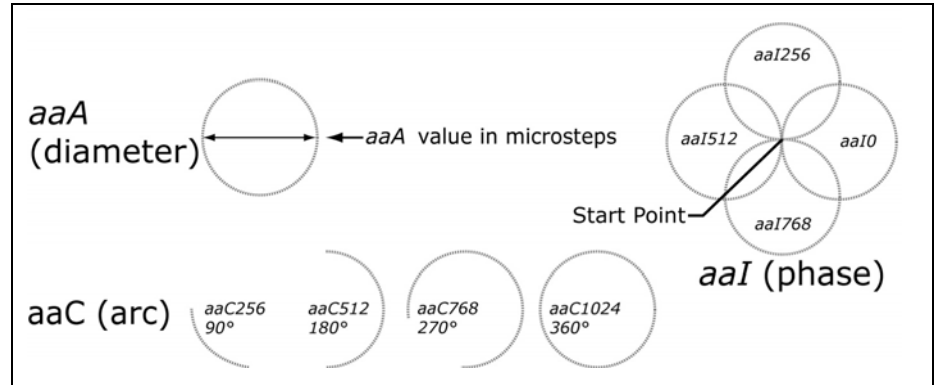 aaA
(diameter)
aaA value in microsteps
aaI256
aaI512
aaI0
Start Point
aaI768
aaI (phase)
aaC (arc)
aaC256
90°
aaC512
180°
aaC768
270°
aaC1024
360°